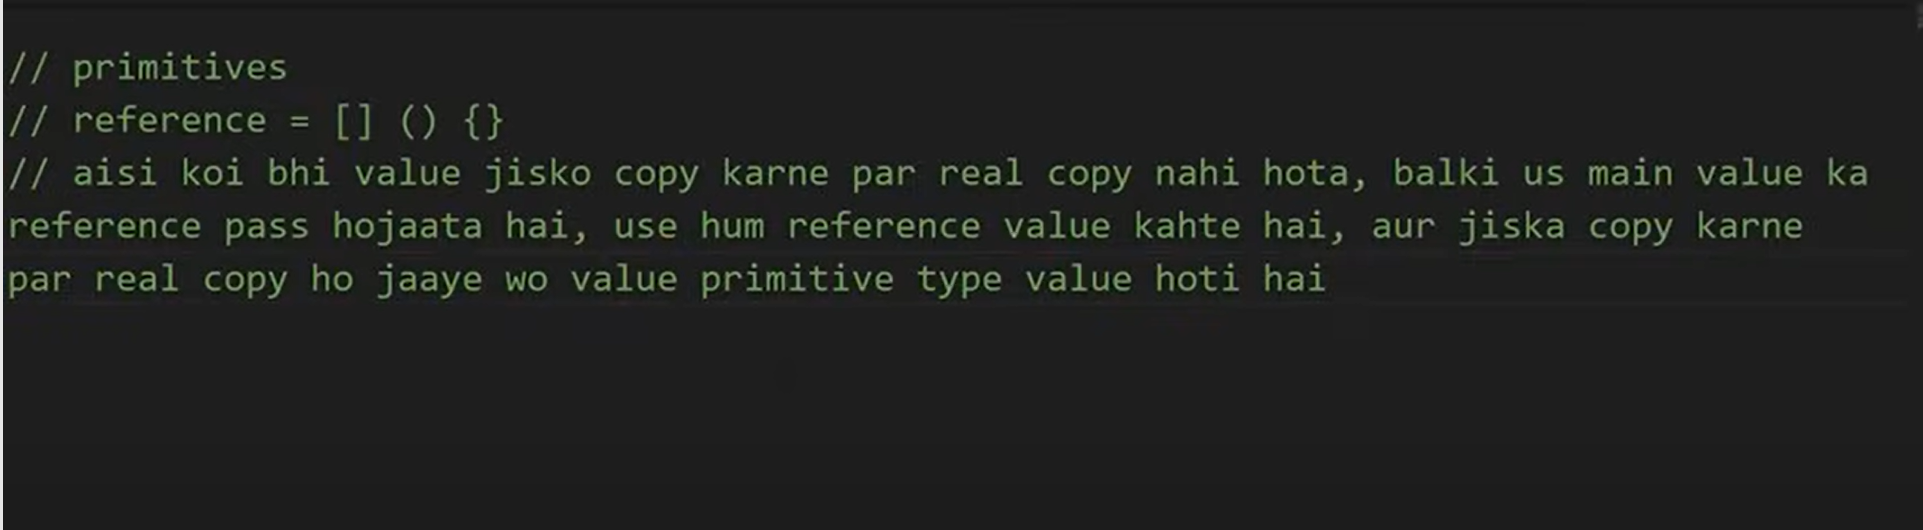 // primitives
// reference = [] () {}
// aisi koi bhi value jisko copy karne par real copy nahi hota, balki us main value ka
reference pass hojaata hai, use hum reference value kahte hai, aur jiska copy karne
par real copy ho jaaye wo value primitive type value hoti hai